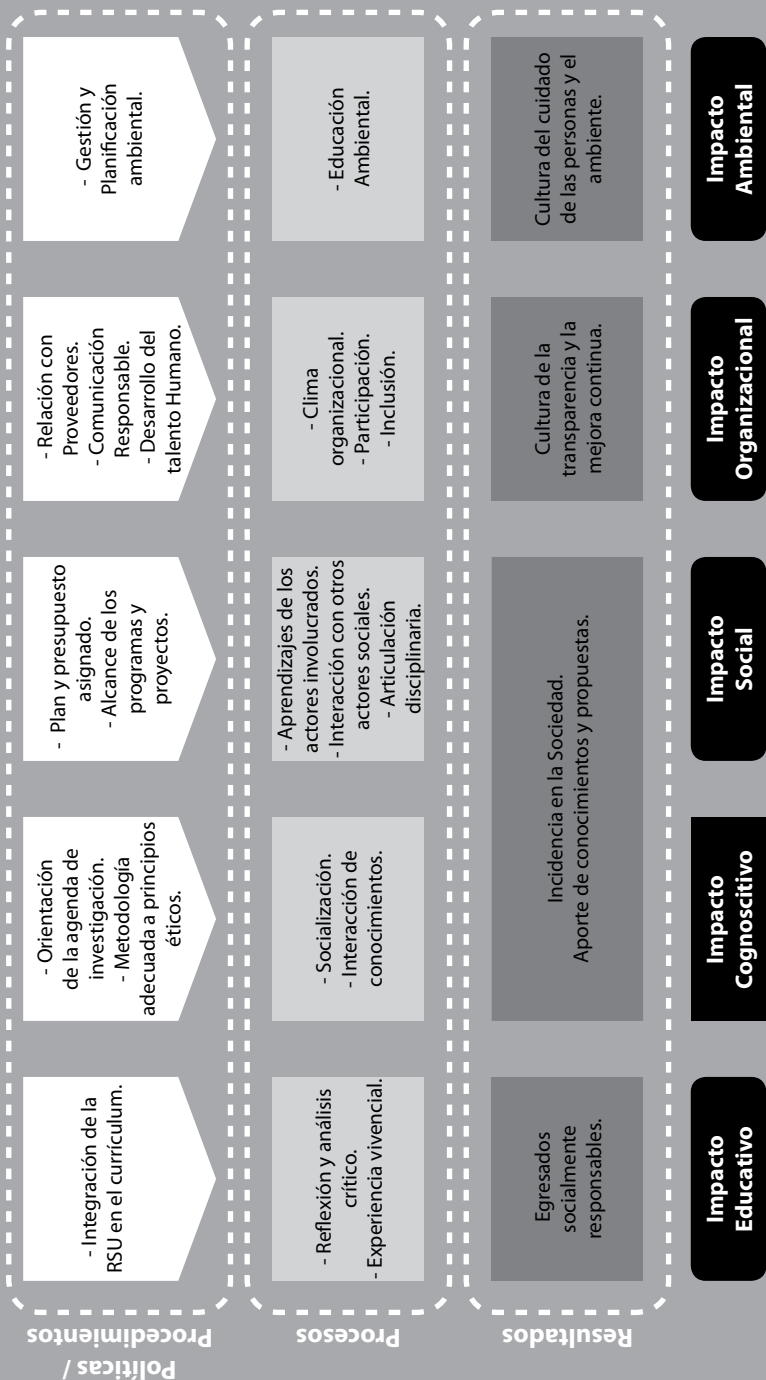 Políticas /
Procedimientos
- Integración de la
RSU en el currículum.
- Orientación
de la agenda de
investigación.
- Metodología
adecuada a principios
éticos.
- Plan y presupuesto
asignado.
- Alcance de los
programas y
proyectos.
- Relación con
Proveedores.
- Comunicación
Responsable.
- Desarrollo del
talento Humano.
- Gestión y
Planificación
ambiental.
Procesos
- Reflexión y análisis
crítico.
- Experiencia vivencial.
- Socialización.
- Interacción de
conocimientos.
- Aprendizajes de los
actores involucrados.
- Interacción con otros
actores sociales.
- Articulación
disciplinaria.
- Clima
organizacional.
- Participación.
- Inclusión.
- Educación
Ambiental.
Resultados
Egresados
socialmente
responsables.
Incidencia en la Sociedad.
Aporte de conocimientos y propuestas.
Cultura de la
transparencia y la
mejora continua.
Cultura del cuidado
de las personas y el
ambiente.
Impacto
Educativo
Impacto
Cognoscitivo
Impacto
Social
Impacto
Organizacional
Impacto
Ambiental